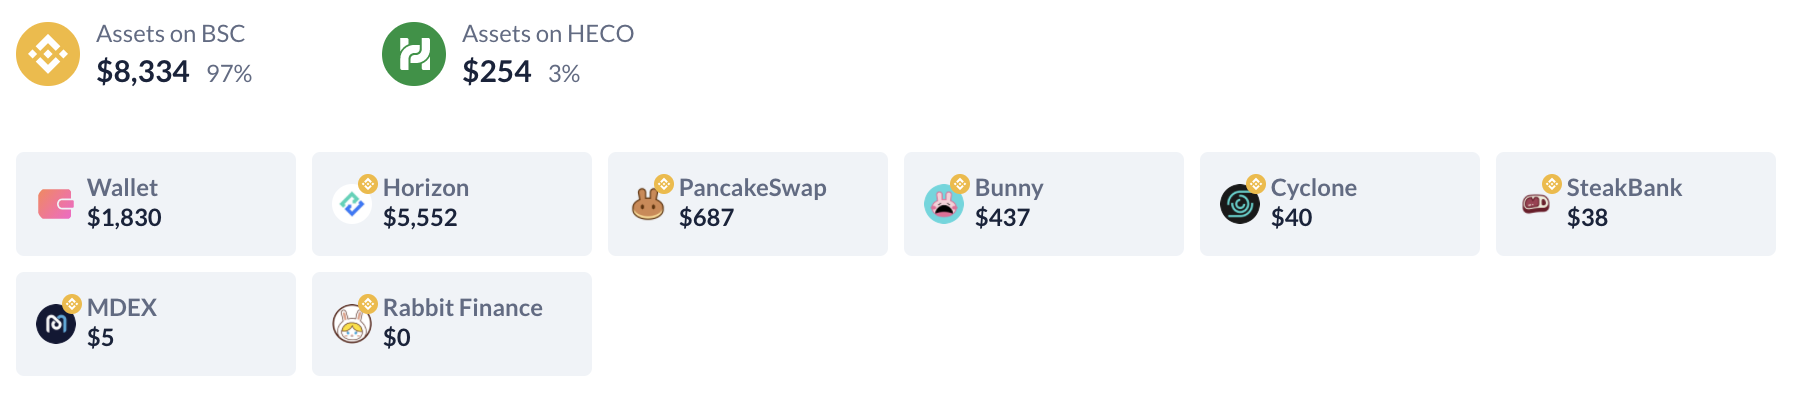 Assets on BSC
$8,334 97%
Assets on HECO
$254 3%
Wallet
$1,830
Horizon
$5,552
PancakeSwap
$687
Bunny
$437
Cyclone
$40
SteakBank
$38
MDEX
$5
Rabbit Finance
$0